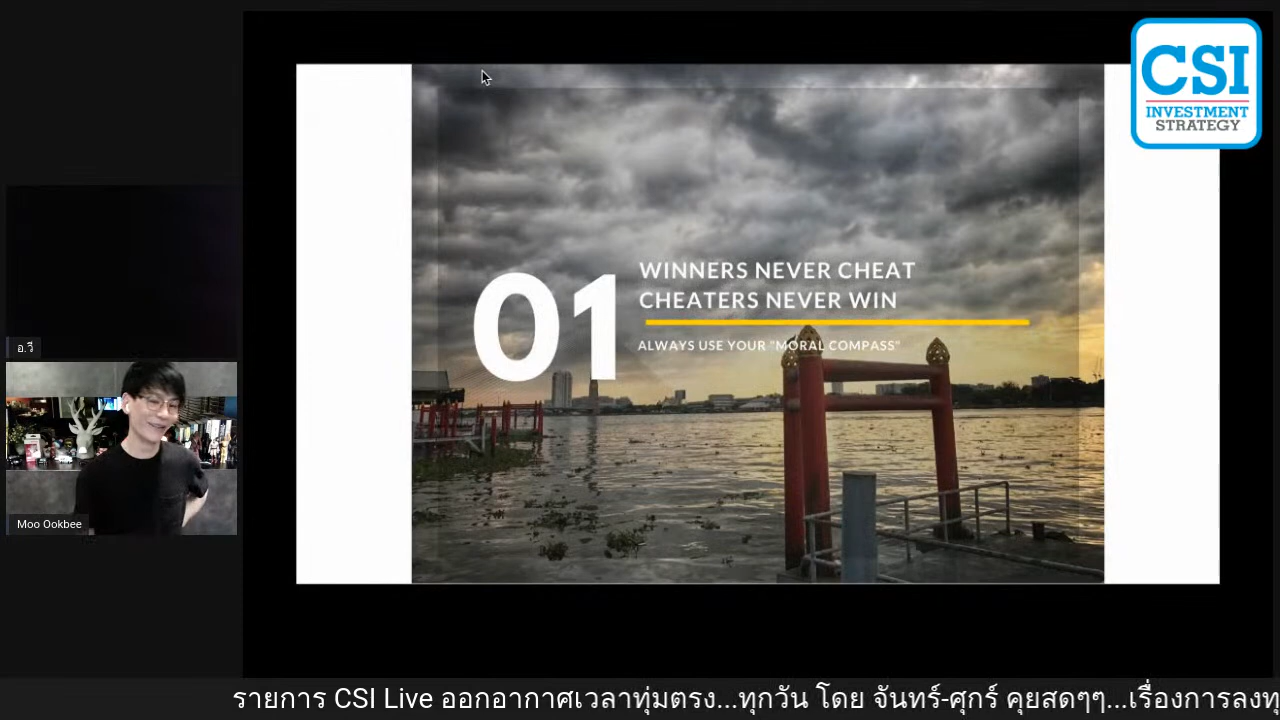 CSI
INVESTMENT
STRATEGY
01
WINNERS NEVER CHEAT
CHEATERS NEVER WIN
ALWAYS USE YOUR "MORAL COMPASS"
อ.วี
Moo Ookbee
รายการ CSI Live ออกอากาศเวลาทุ่มตรง...ทุกวัน โดย จันทร์-ศุกร์ คุยสดๆๆ...เรื่องการลงทุ